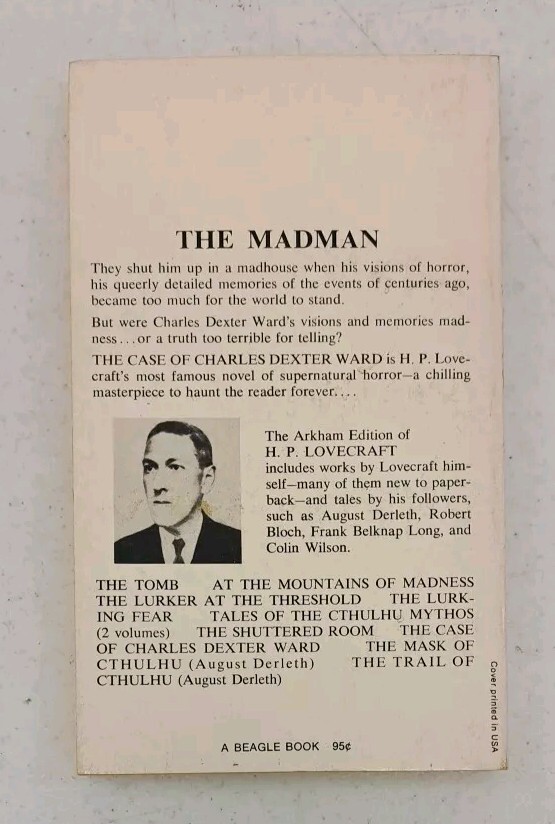 THE MADMAN
They shut him up in a madhouse when his visions of horror,
his queerly detailed memories of the events of centuries ago,
became too much for the world to stand.
But were Charles Dexter Ward's visions and memories mad-
ness...or a truth too terrible for telling?
THE CASE OF CHARLES DEXTER WARD is H. P. Love-
craft's most famous novel of supernatural horror—a chilling
masterpiece to haunt the reader forever....
The Arkham Edition of
H. P. LOVECRAFT
includes works by Lovecraft him-
self—many of them new to paper-
back—and tales by his followers,
such as August Derleth, Robert
Bloch, Frank Belknap Long, and
Colin Wilson.
THE TOMB AT THE MOUNTAINS OF MADNESS
THE LURKER AT THE THRESHOLD THE LURK-
ING FEAR TALES OF THE CTHULHU MYTHOS
(2 volumes) THE SHUTTERED ROOM THE CASE
OF CHARLES DEXTER WARD THE MASK OF
CTHULHU (August Derleth) THE TRAIL OF
CTHULHU (August Derleth)
Cover printed in USA
A BEAGLE BOOK 95¢